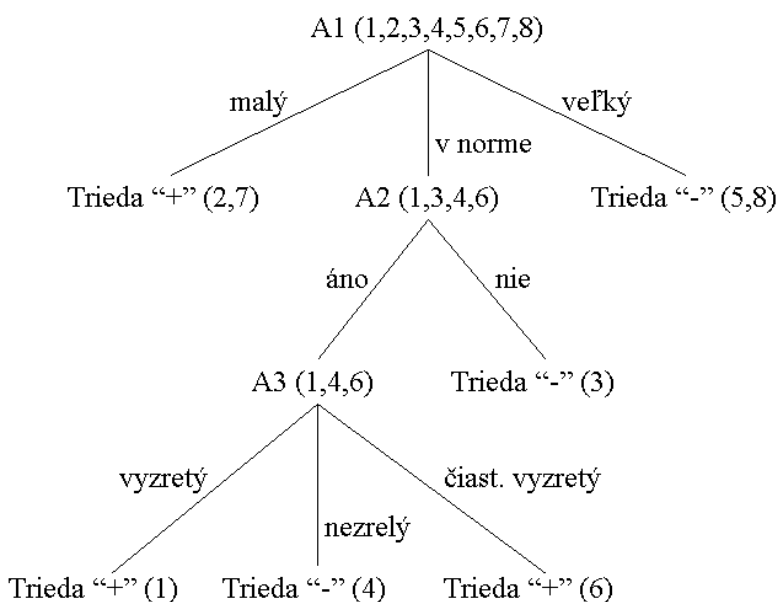 A1 (1,2,3,4,5,6,7,8)
malý
veľký
v norme
Trieda “+” (2,7)
A2 (1,3,4,6)
Trieda “-” (5,8)
áno
nie
A3 (1,4,6)
Trieda “-” (3)
vyzretý
čiast. vyzretý
nezrelý
Trieda “+” (1)
Trieda “-” (4)
Trieda “+” (6)